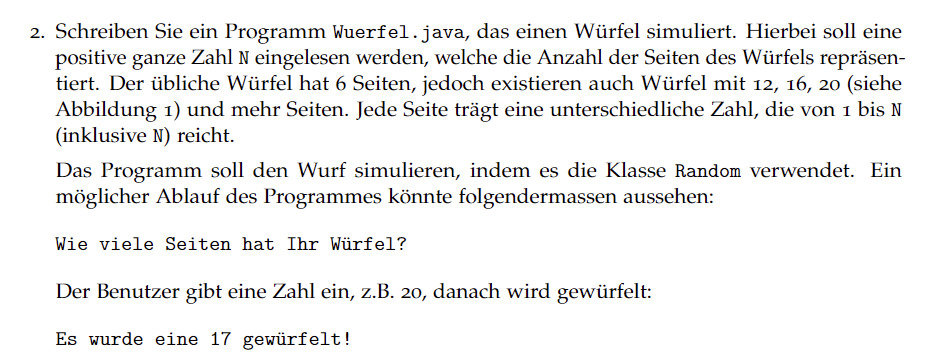 2. Schreiben Sie ein Programm Wuerfel.java, das einen Würfel simuliert. Hierbei soll eine
positive ganze Zahl N eingelesen werden, welche die Anzahl der Seiten des Würfels repräsen-
tiert. Der übliche Würfel hat 6 Seiten, jedoch existieren auch Würfel mit 12, 16, 20 (siehe
Abbildung 1) und mehr Seiten. Jede Seite trägt eine unterschiedliche Zahl, die von 1 bis N
(inklusive N) reicht.
Das Programm soll den Wurf simulieren, indem es die Klasse Random verwendet. Ein
möglicher Ablauf des Programmes könnte folgendermassen aussehen:
Wie viele Seiten hat Ihr Würfel?
Der Benutzer gibt eine Zahl ein, z.B. 20, danach wird gewürfelt:
Es wurde eine 17 gewürfelt!